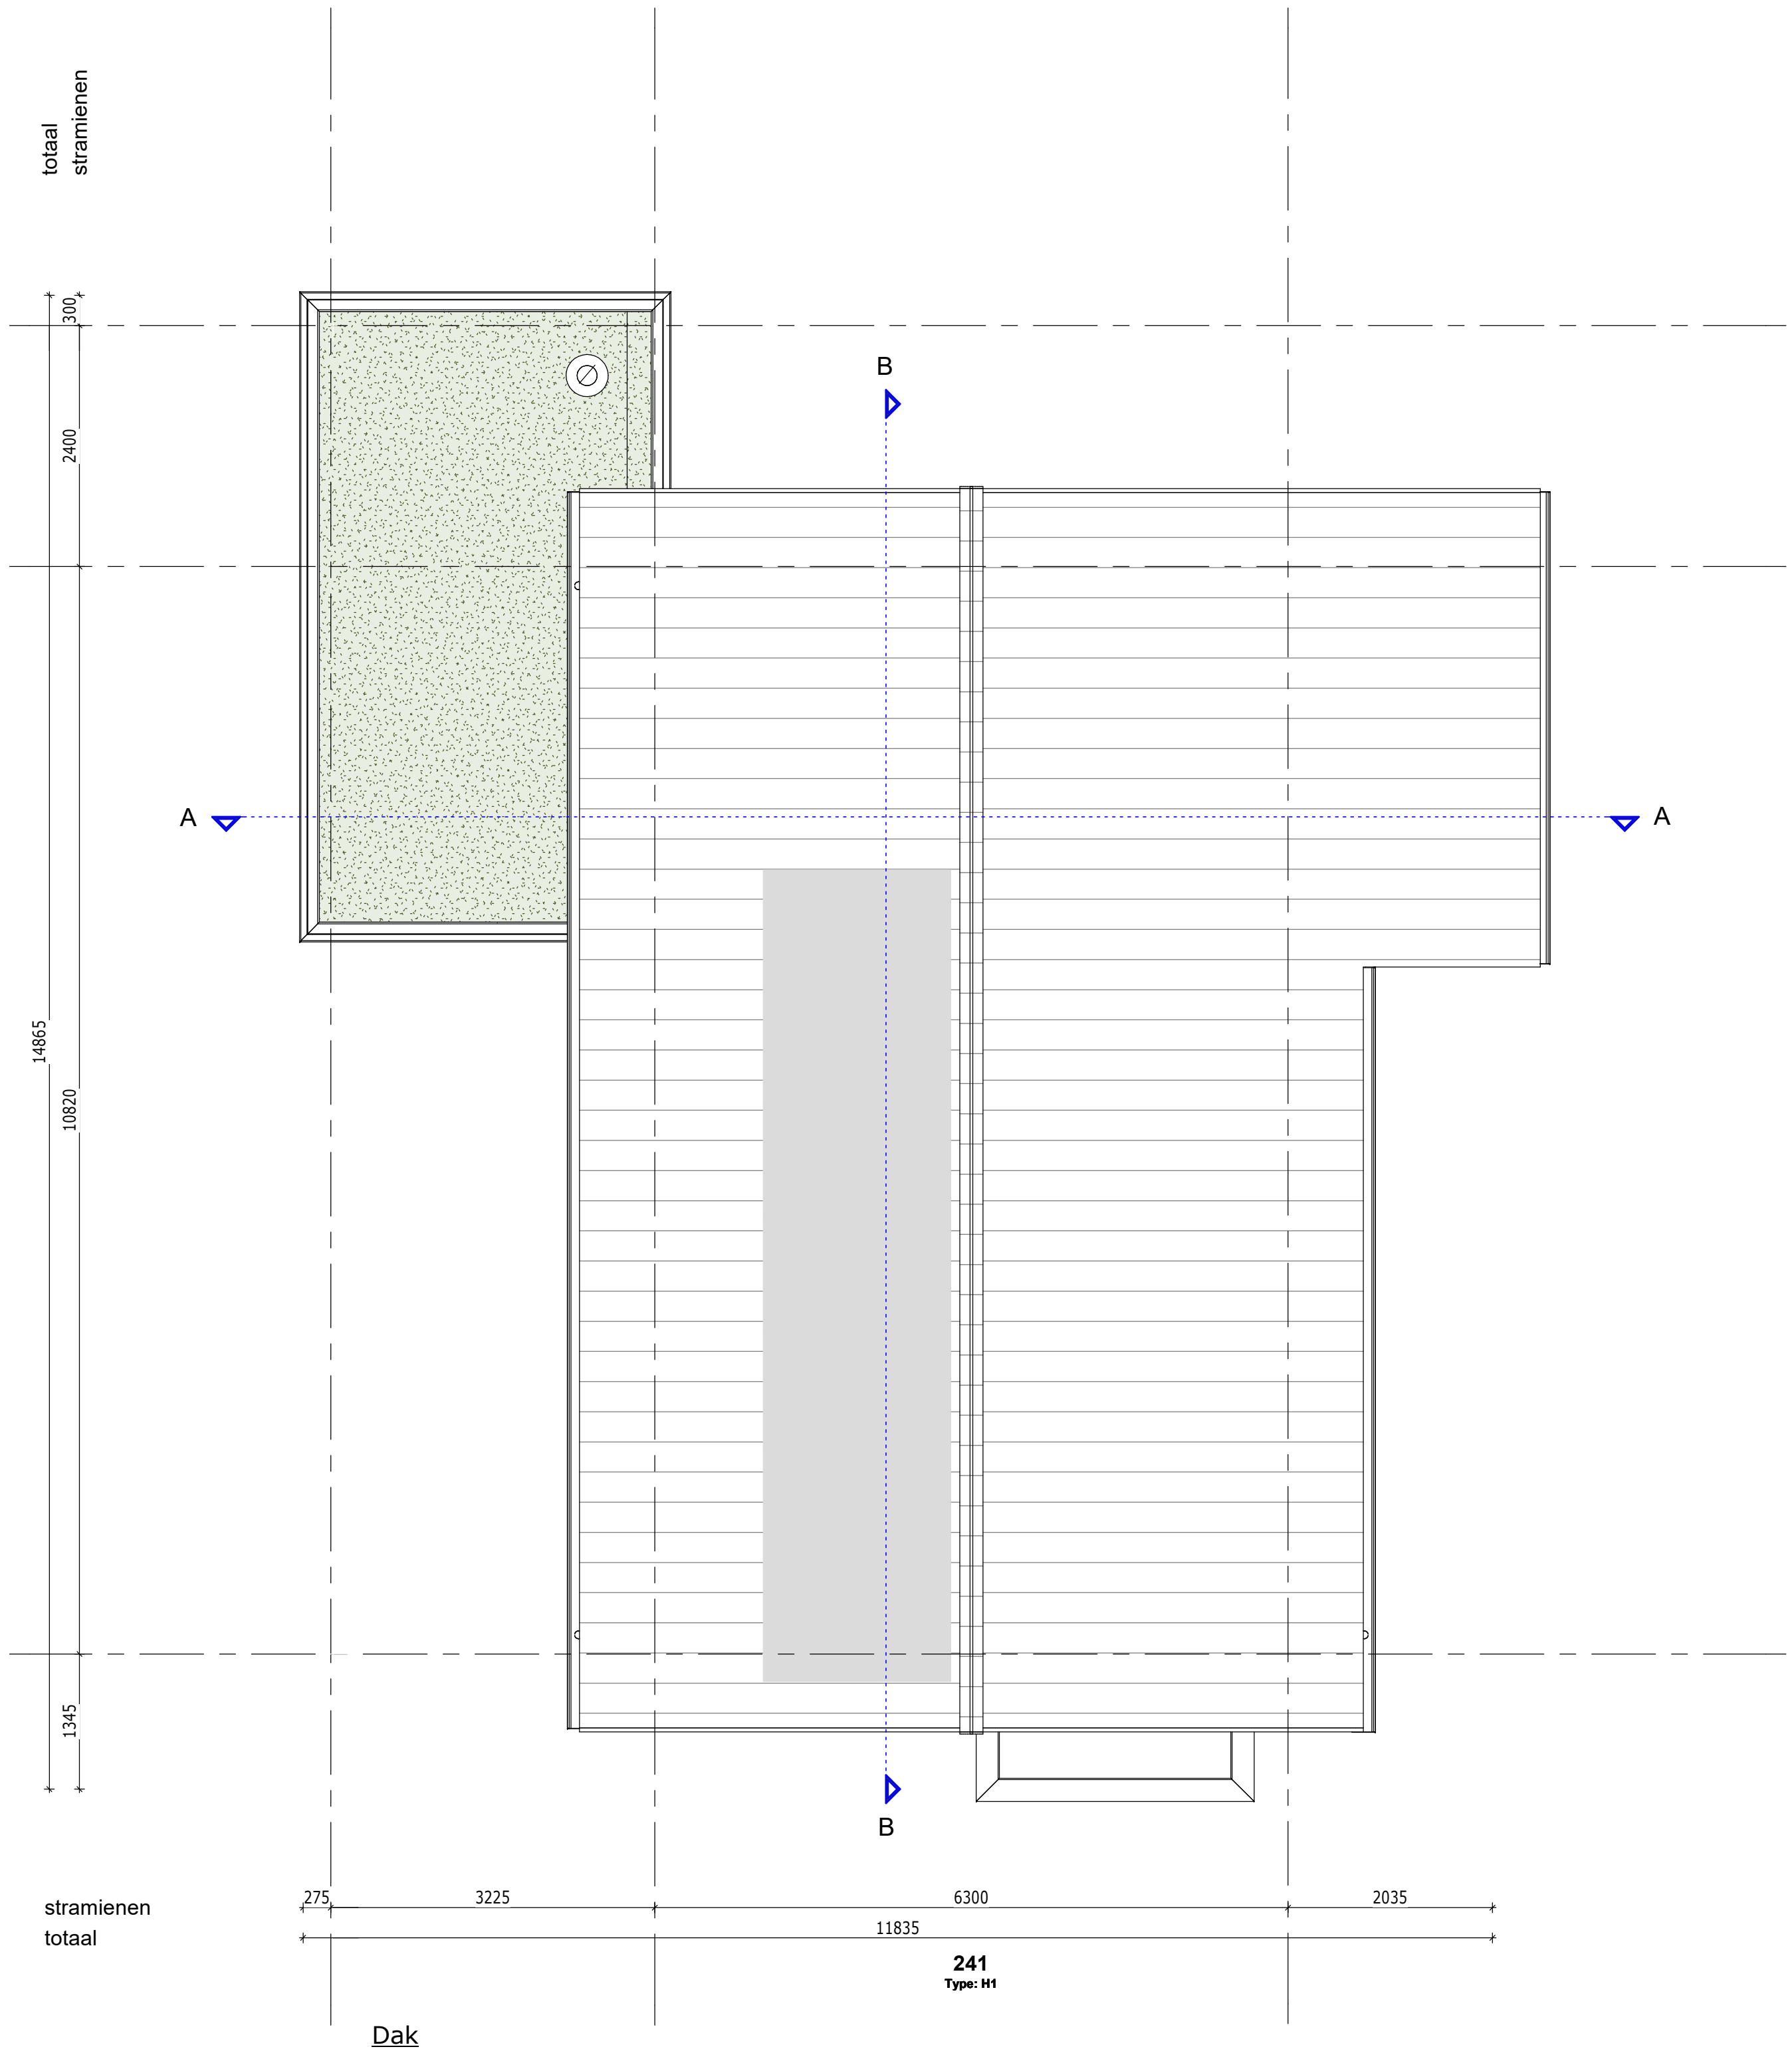 totaal
stramienen
300
2400
10820
1345
14865
B
A
A
B
stramienen
275 3225 6300 2035
totaal
11835
241
Type: H1
Dak